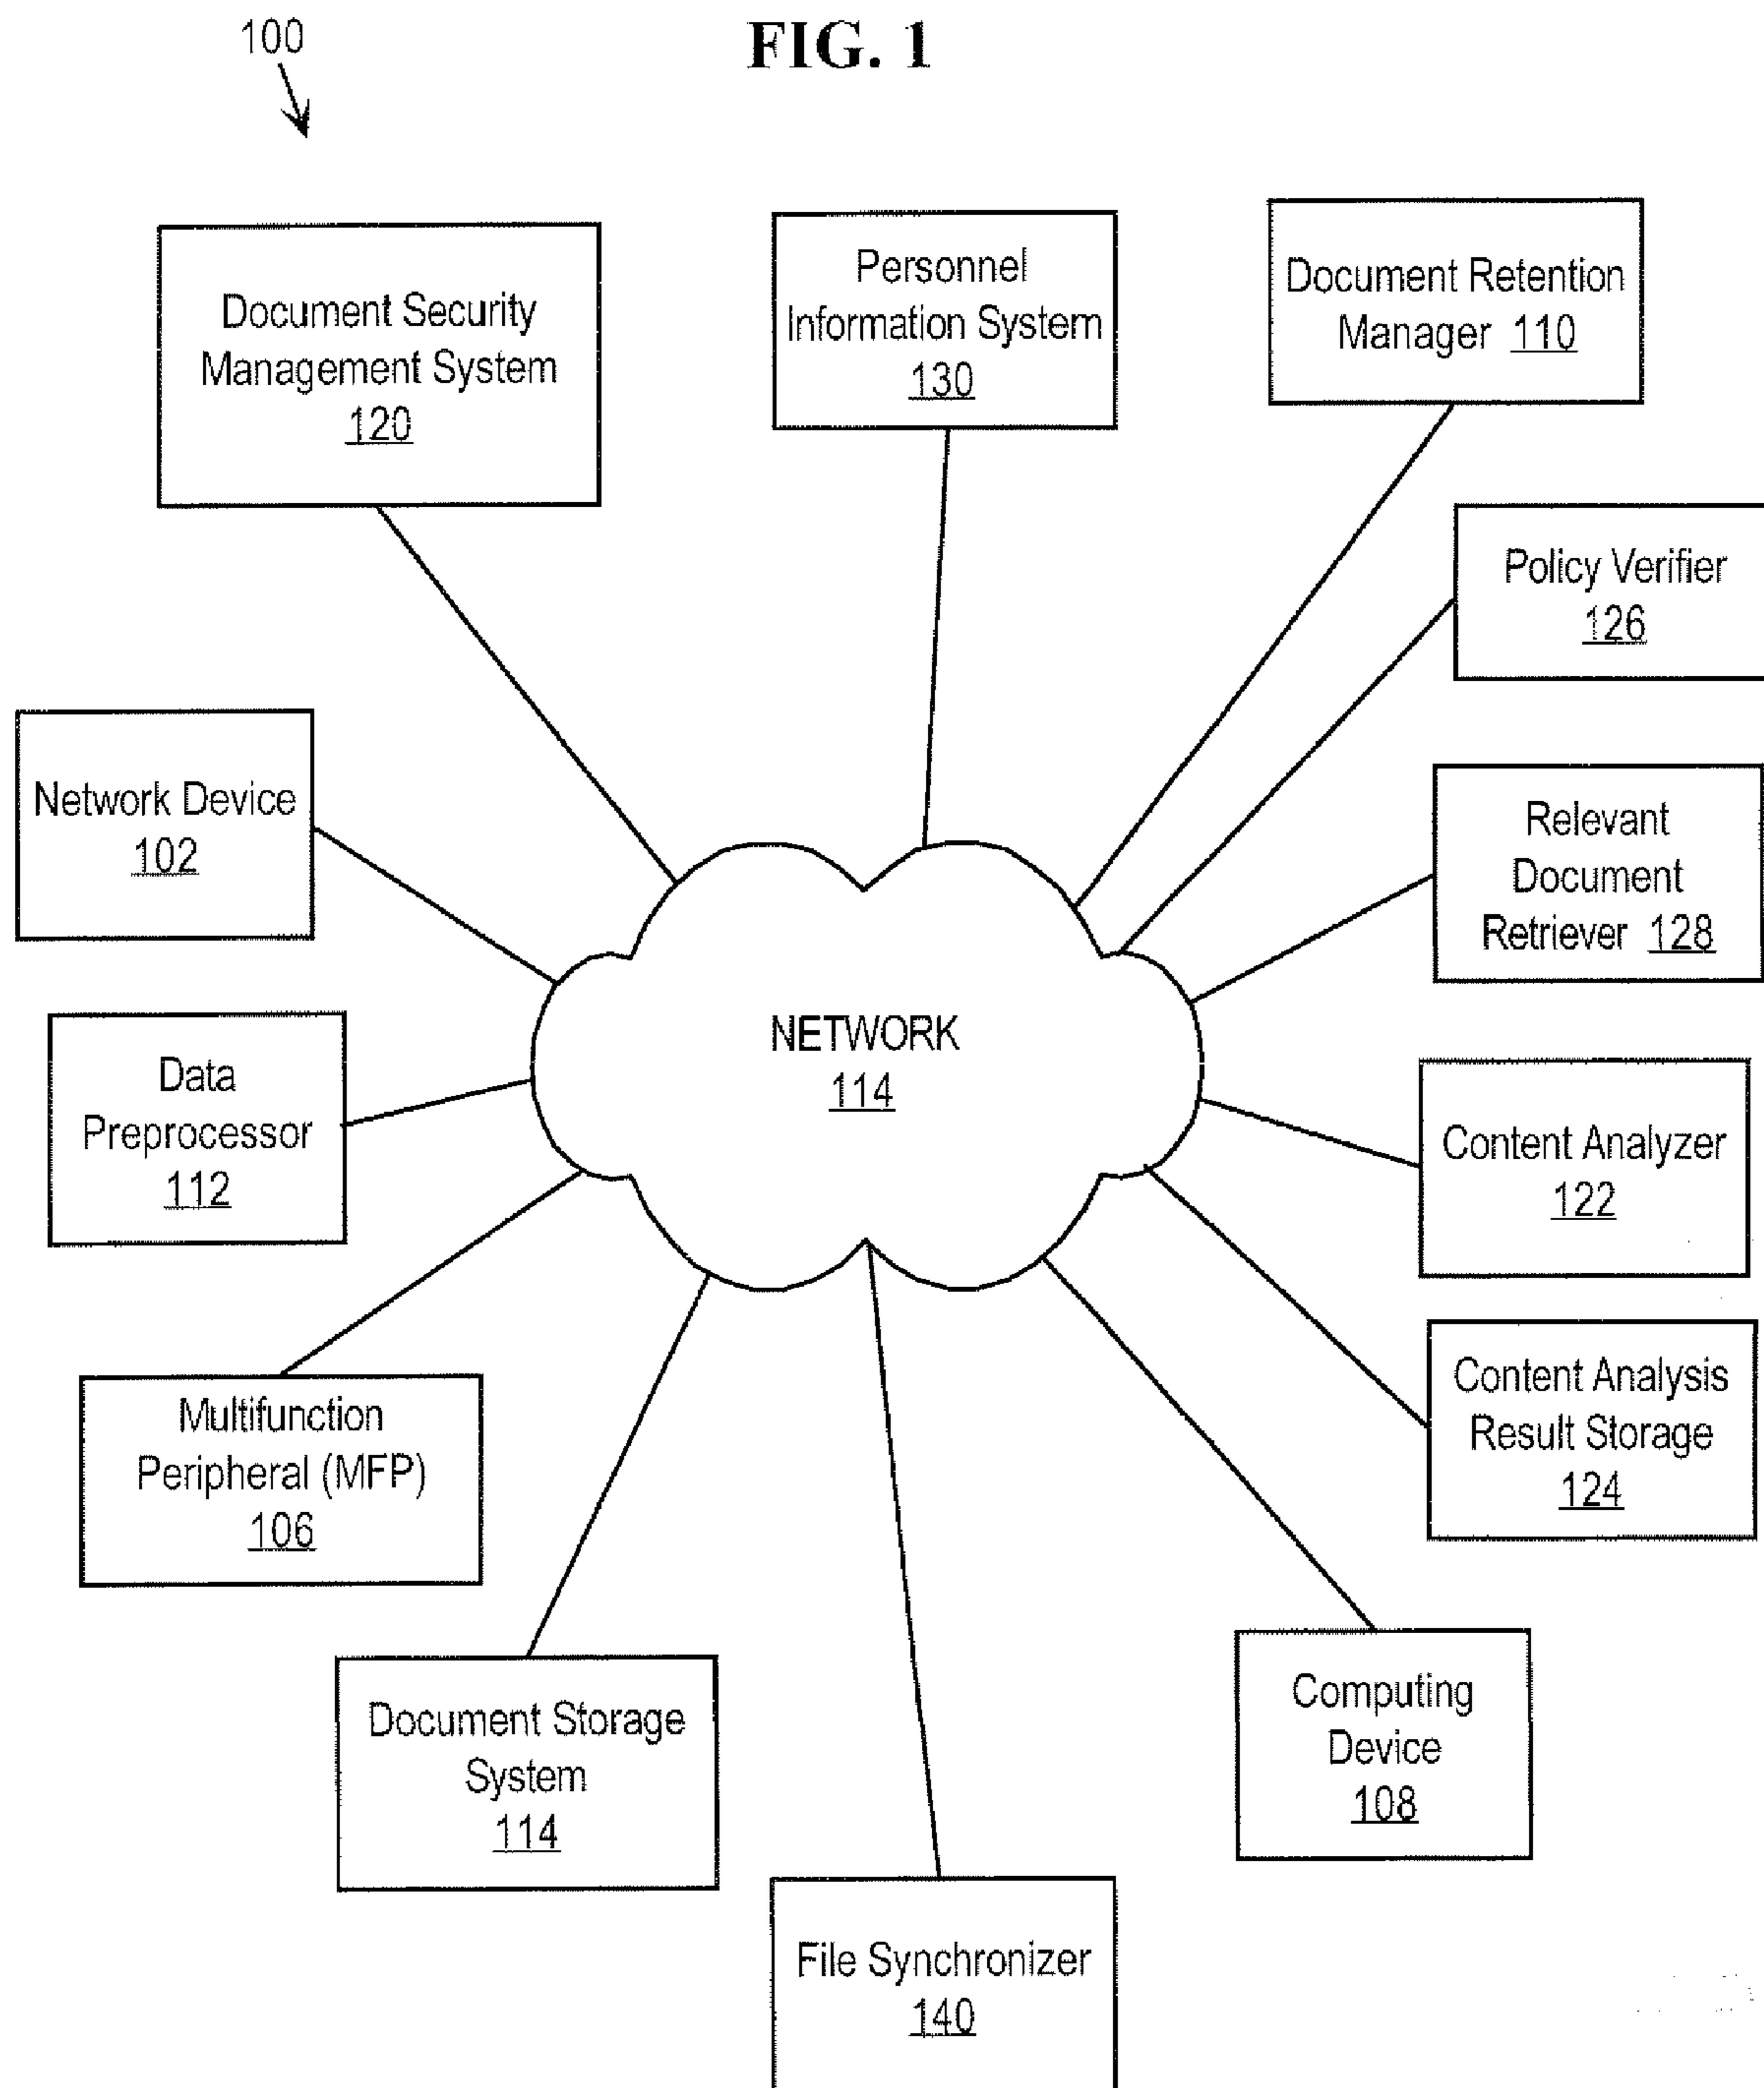 100
FIG. 1
Document Security
Management System
120
Personnel
Information System
130
Document Retention
Manager 110
Policy Verifier
126
Network Device
102
Relevant
Document
Retriever 128
NETWORK
114
Data
Preprocessor
112
Content Analyzer
122
Multifunction
Peripheral (MFP)
106
Content Analysis
Result Storage
124
Document Storage
System
114
Computing
Device
108
File Synchronizer
140